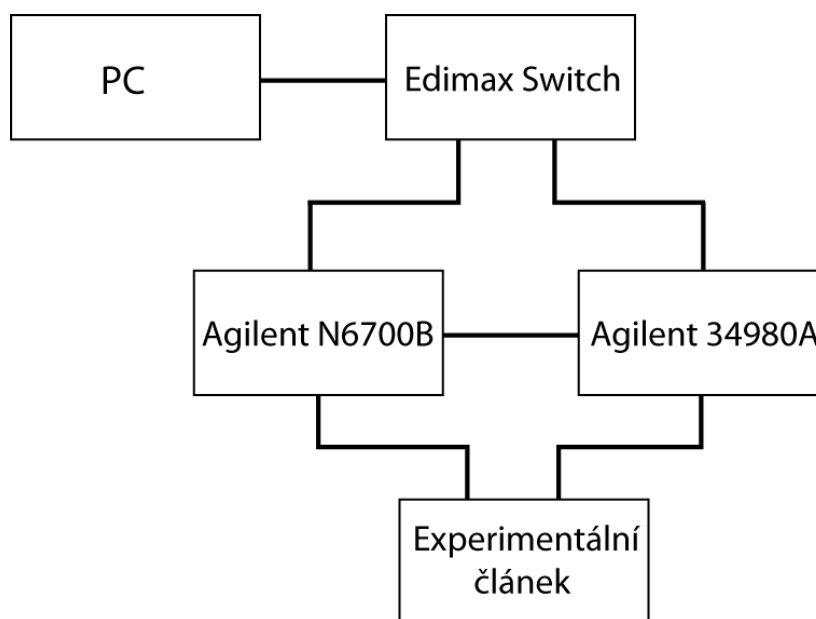 PC
Edimax Switch
Agilent N6700B
Agilent 34980A
Experimentální
článek